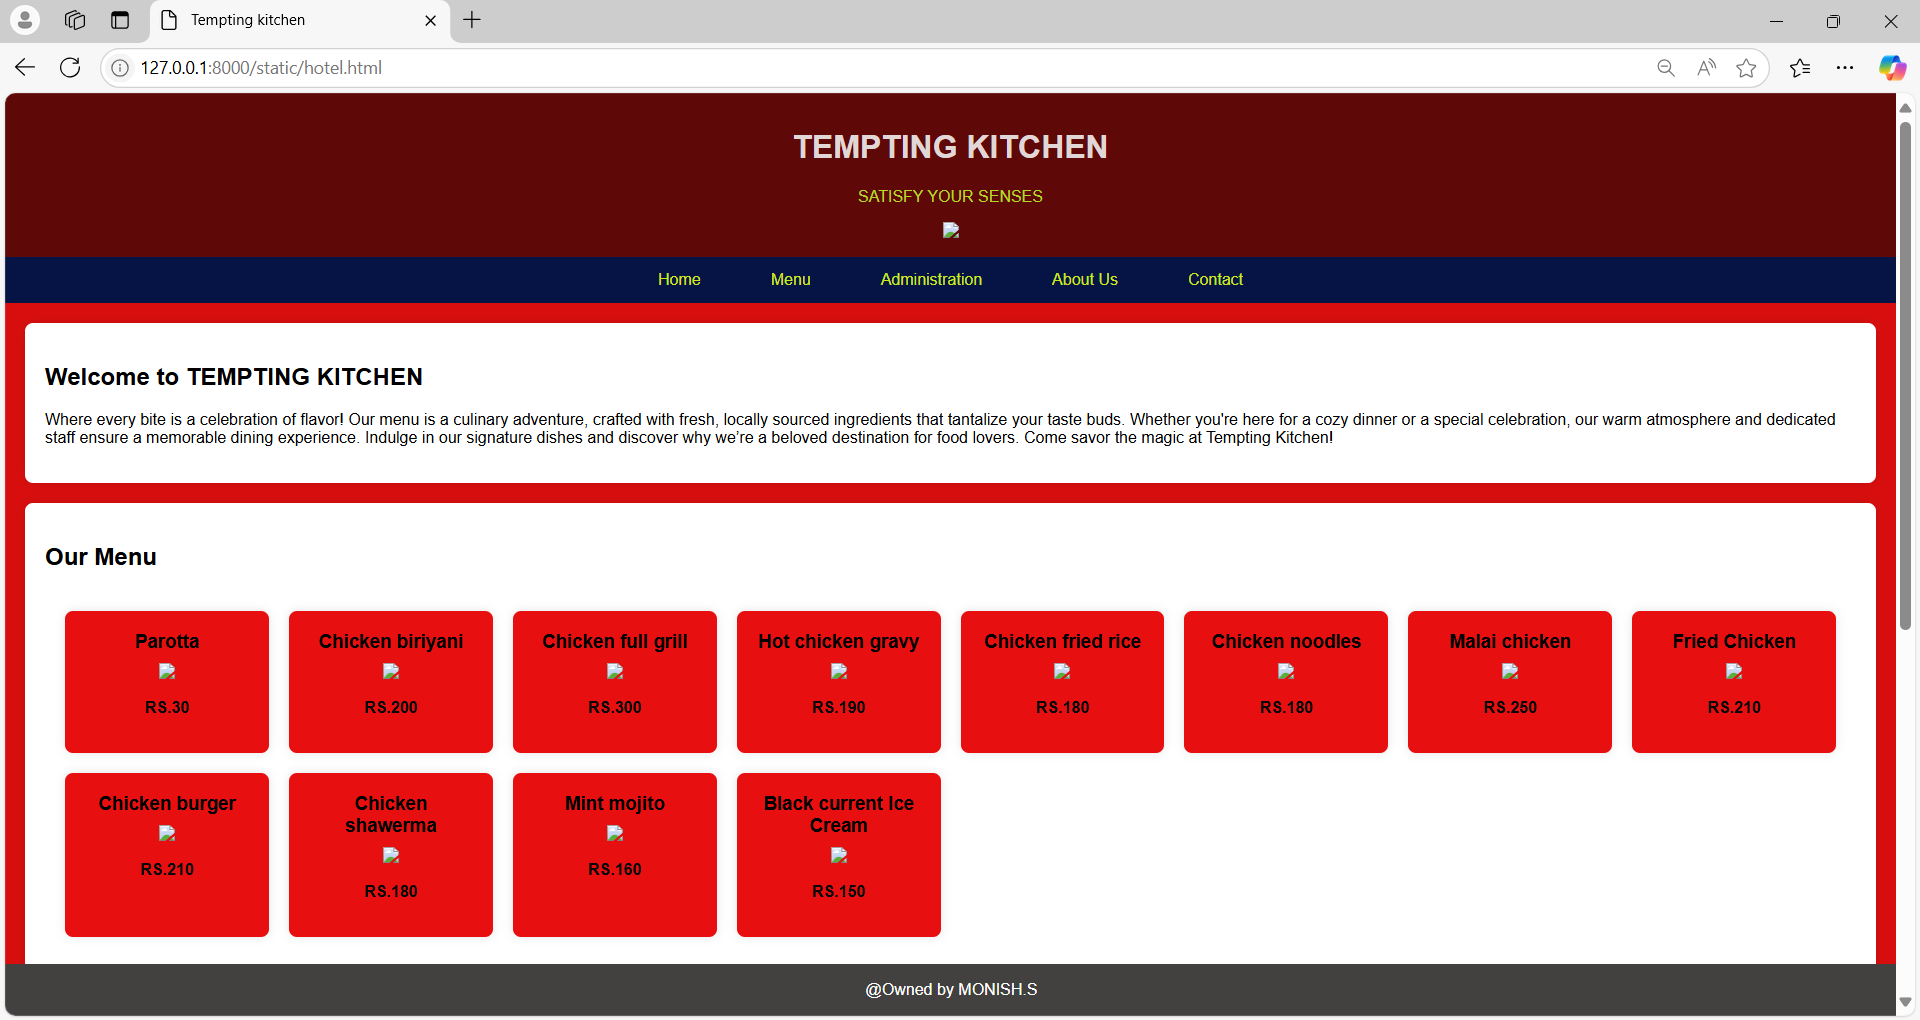 Tempting kitchen
127.0.0.1:8000/static/hotel.html
TEMPTING KITCHEN
SATISFY YOUR SENSES
Home Menu Administration About Us Contact
Welcome to TEMPTING KITCHEN
Where every bite is a celebration of flavor! Our menu is a culinary adventure, crafted with fresh, locally sourced ingredients that tantalize your taste buds. Whether you're here for a cozy dinner or a special celebration, our warm atmosphere and dedicated
staff ensure a memorable dining experience. Indulge in our signature dishes and discover why we're a beloved destination for food lovers. Come savor the magic at Tempting Kitchen!
Our Menu
Parotta
RS.30
Chicken biriyani
RS.200
Chicken full grill
RS.300
Hot chicken gravy
RS.190
Chicken fried rice
RS.180
Chicken noodles
RS.180
Malai chicken
RS.250
Fried Chicken
RS.210
Chicken burger
RS.210
Chicken
shawerma
RS.180
Mint mojito
RS.160
Black current Ice
Cream
RS.150
@Owned by MONISH.S